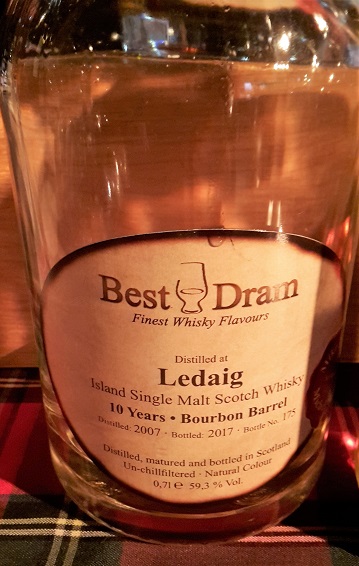 Best Dram
Finest Whisky Flavours
Distilled at
Ledaig
Island Single Malt Scotch Whisky
10 Years • Bourbon Barrel
Distilled: 2007 · Bottled: 2017 · Bottle No. 175
Distilled, matured and bottled in Scotland
Un-chillfiltered · Natural Colour
0,7l ℮ 59,3 % Vol.